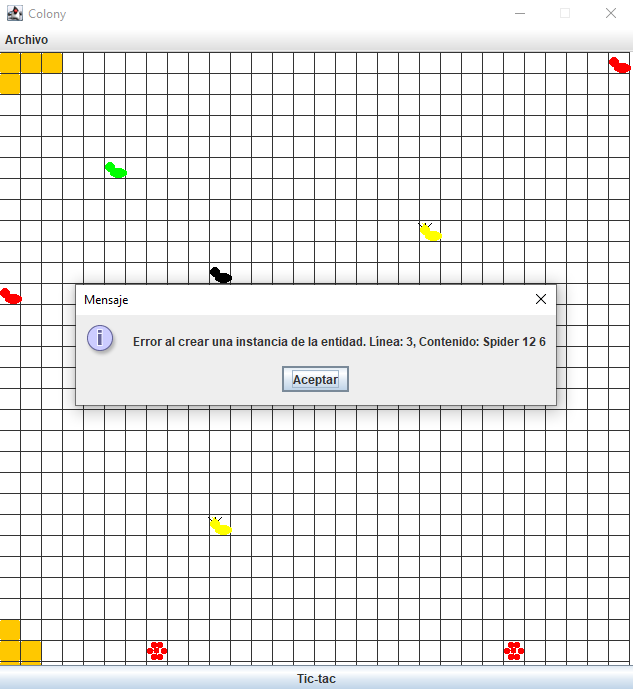 Colony
Archivo
Mensaje
Error al crear una instancia de la entidad. Línea: 3, Contenido: Spider 12 6
Aceptar
Tic-tac